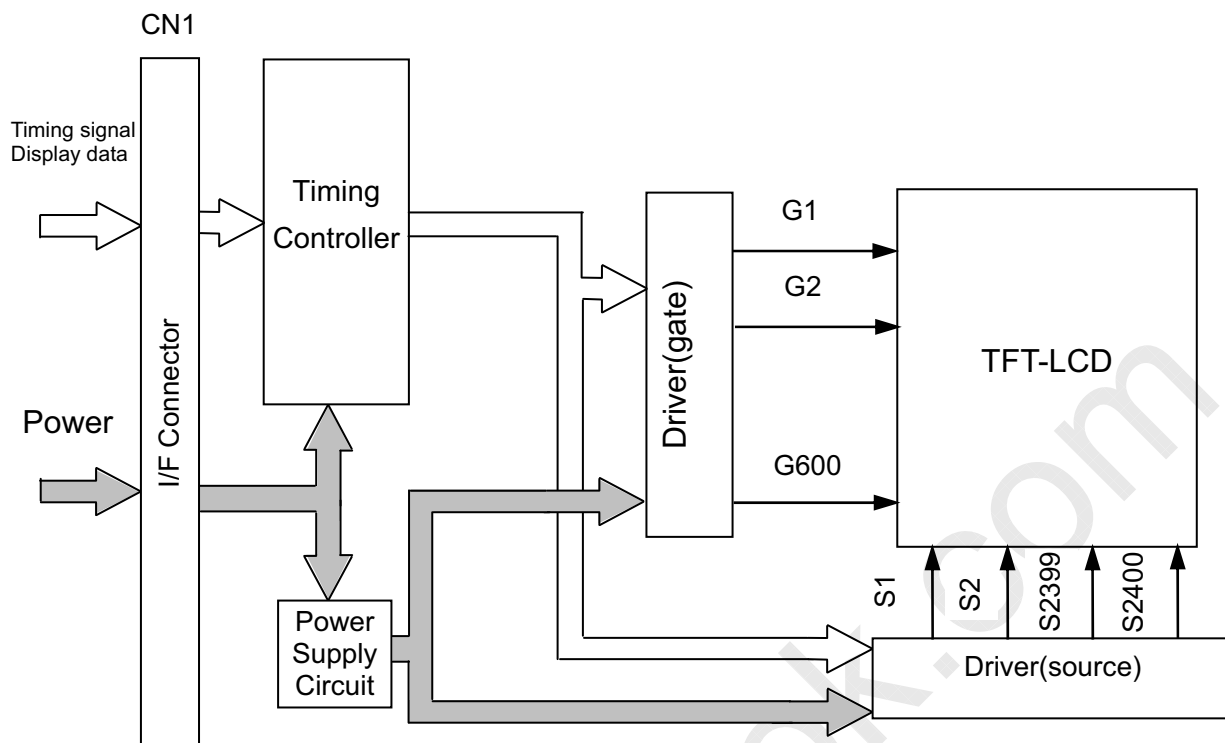 CN1
Timing signal
Display data
Power
I/F Connector
Timing
Controller
Power
Supply
Circuit
Driver(gate)
G1
G2
G600
TFT-LCD
S1
S2
S2399
S2400
Driver(source)
k.com